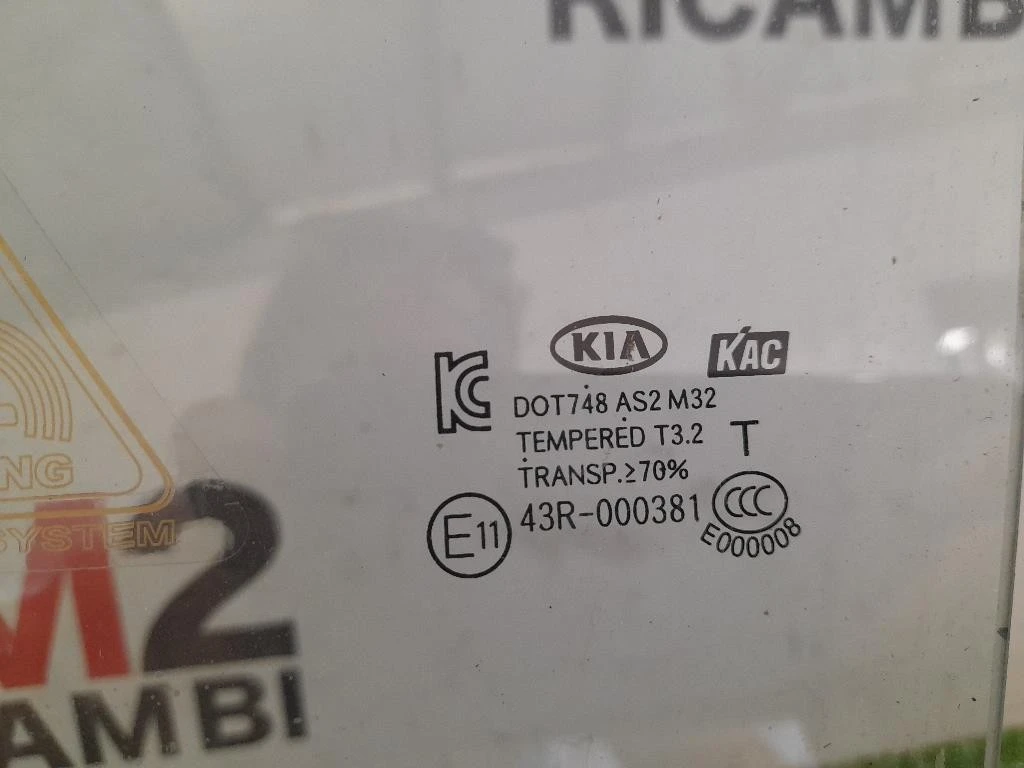 RICAMB
KIA
KAC
DOT748 AS2 M32
TEMPERED T3.2
T
TRANSP.≥70%
E11
43R-000381
CCC
E000008
NG
SYSTEM
M2
AMBI